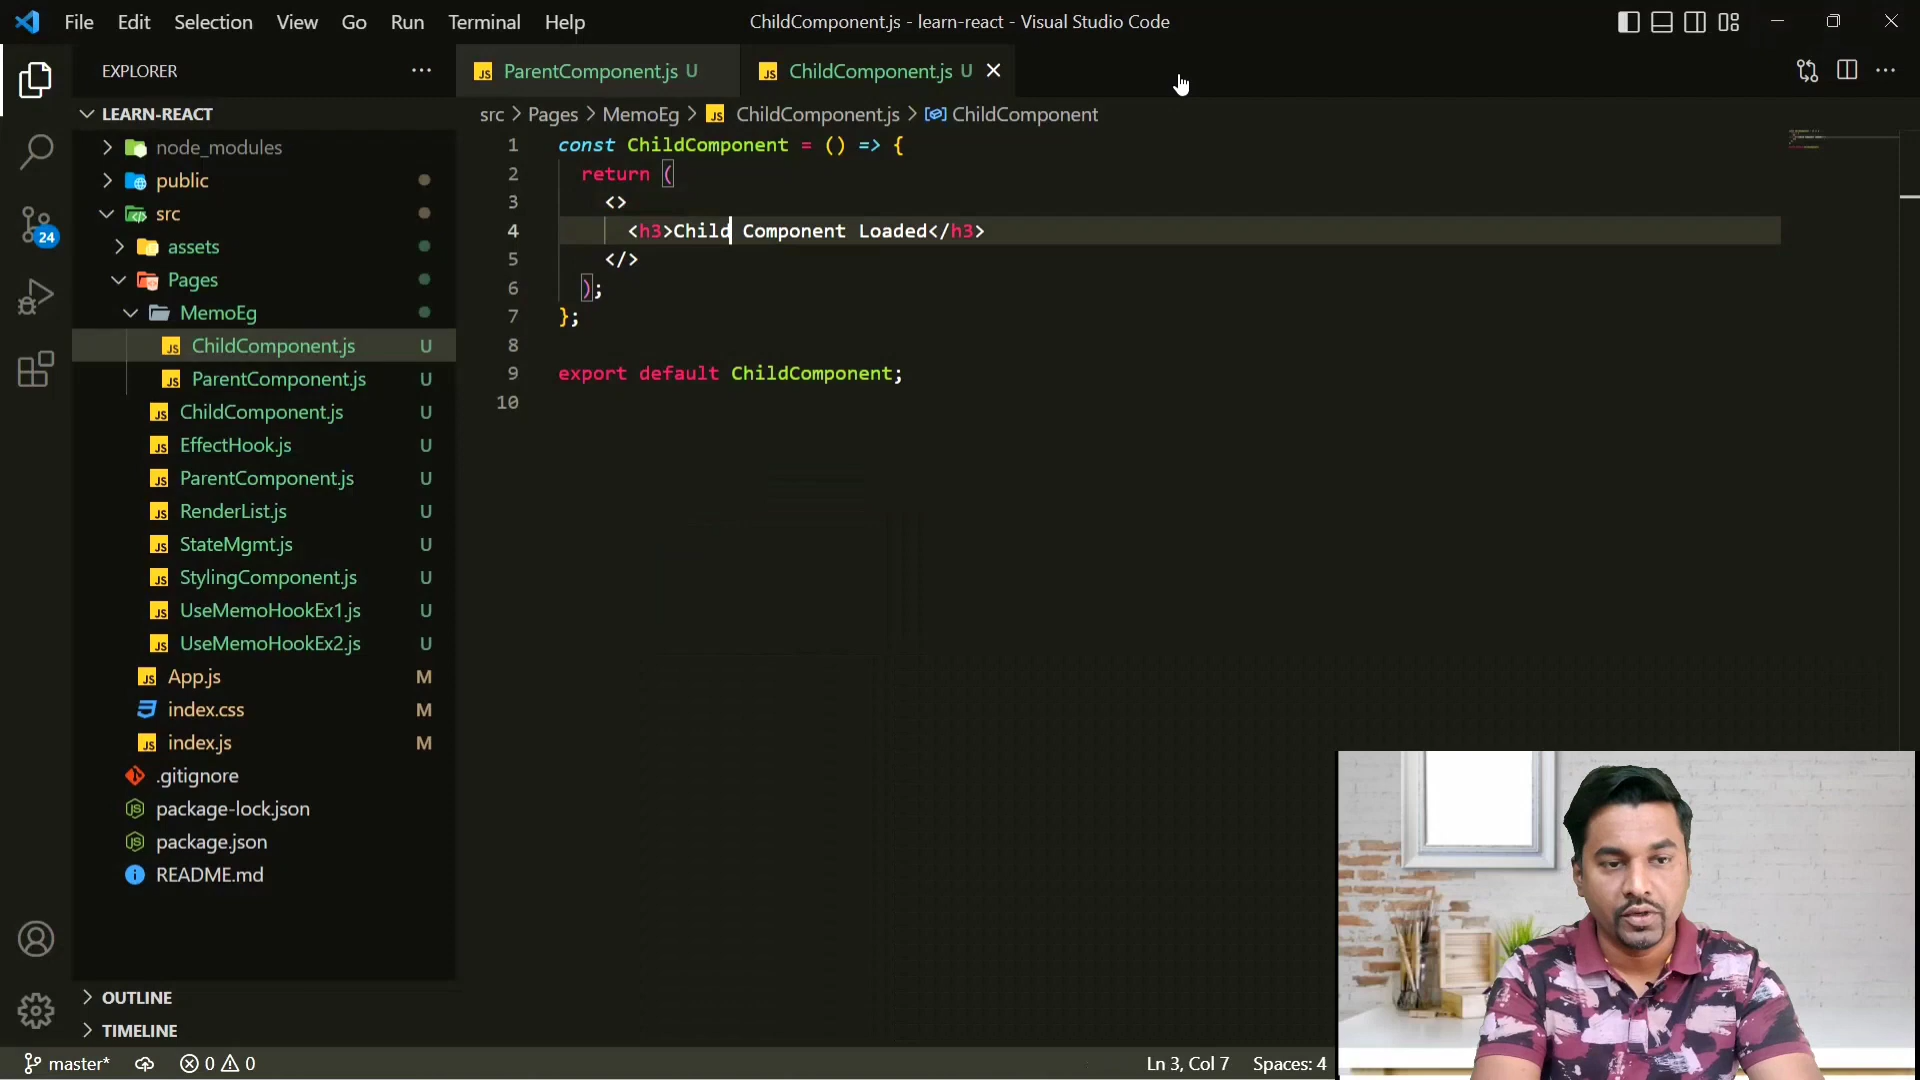 File Edit Selection View Go Run Terminal Help
ChildComponent.js - learn-react - Visual Studio Code
EXPLORER
ParentComponent.js U
ChildComponent.js U
LEARN-REACT
src > Pages > MemoEg > ChildComponent.js > ChildComponent
node_modules
public
src
24
assets
Pages
MemoEg
ChildComponent.js U
ParentComponent.js U
ChildComponent.js U
EffectHook.js U
ParentComponent.js U
RenderList.js U
StateMgmt.js U
StylingComponent.js U
UseMemoHookEx1.js U
UseMemoHookEx2.js U
App.js M
index.css M
index.js M
.gitignore
package-lock.json
package.json
README.md
OUTLINE
TIMELINE
1 const ChildComponent = () => {
2 return (
3 <>
4 <h3>Child Component Loaded</h3>
5 </>
6 );
7 };
8
9 export default ChildComponent;
10
master* 0 0 Ln 3, Col 7 Spaces: 4